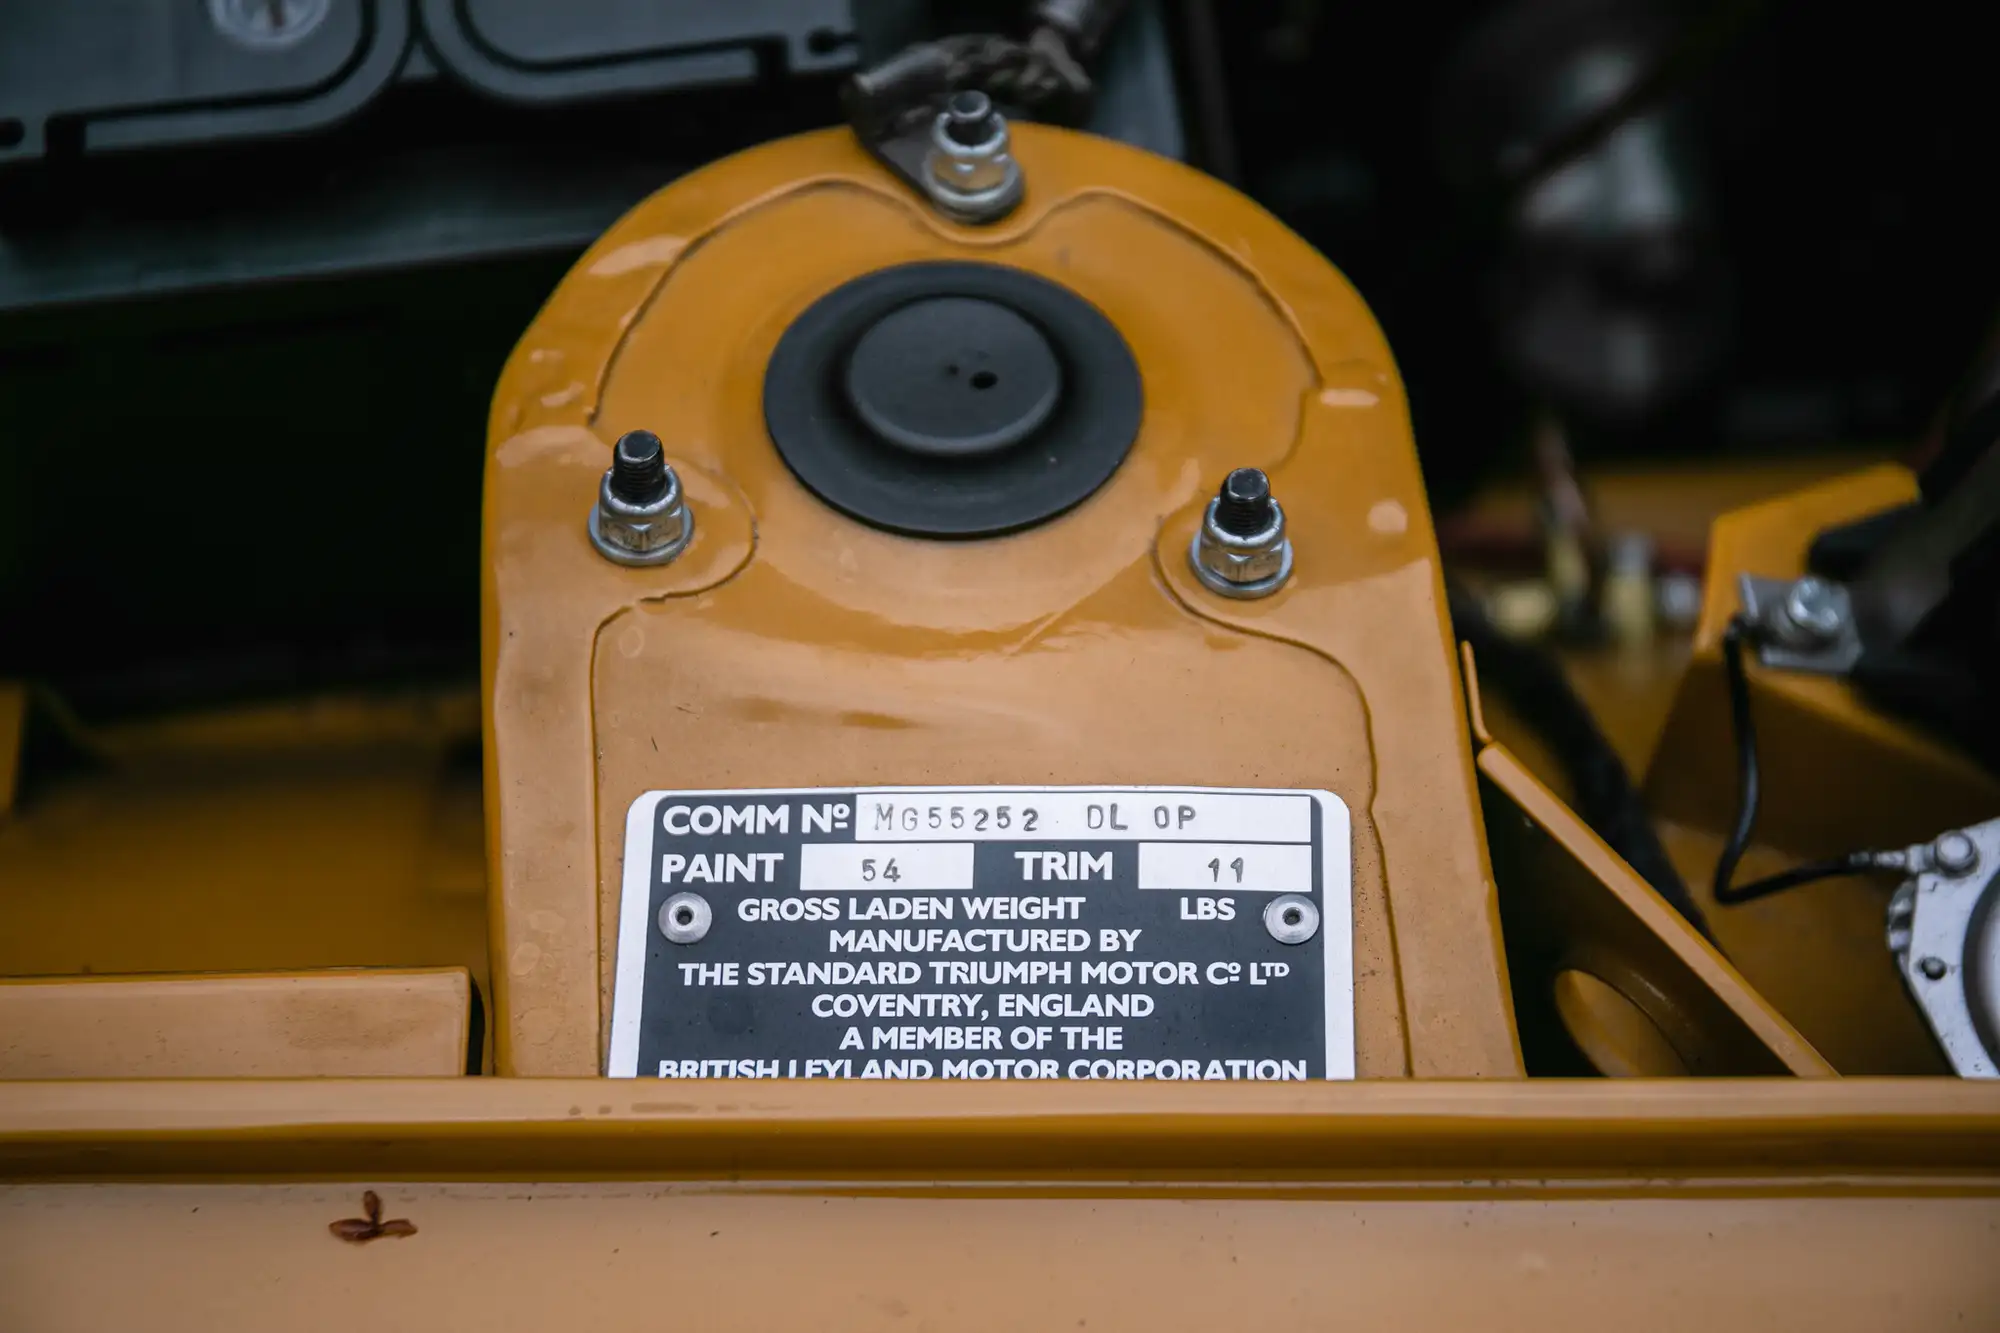 COMM Nº MG55252 DL OP
PAINT 54 TRIM 11
GROSS LADEN WEIGHT LBS
MANUFACTURED BY
THE STANDARD TRIUMPH MOTOR Cº LTD
COVENTRY, ENGLAND
A MEMBER OF THE
BRITISH LEYLAND MOTOR CORPORATION